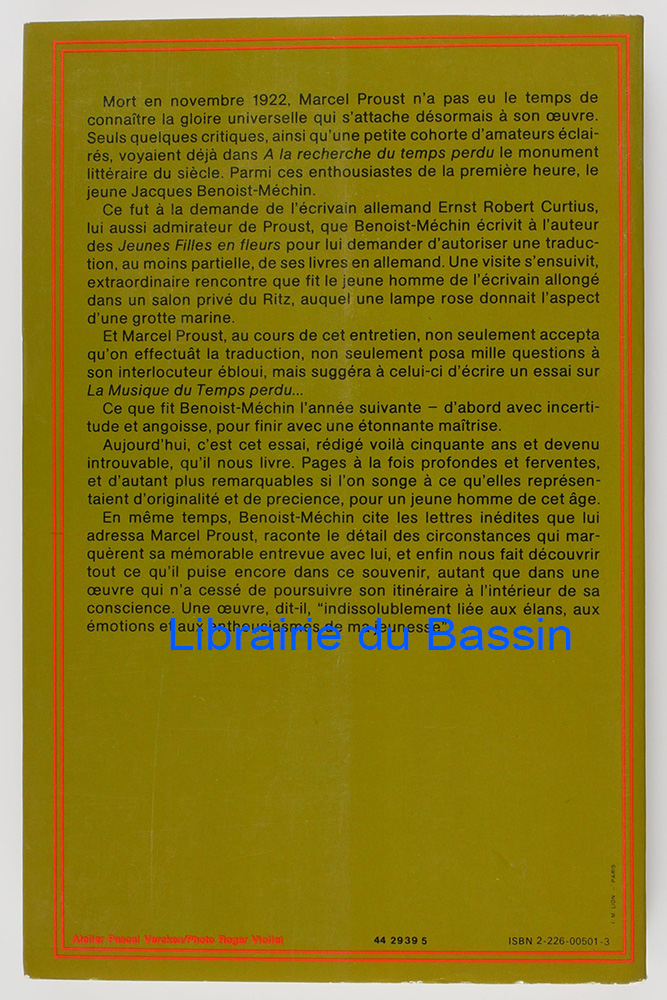 Mort en novembre 1922, Marcel Proust n'a pas eu le temps de
connaître la gloire universelle qui s'attache désormais à son œuvre.
Seuls quelques critiques, ainsi qu'une petite cohorte d'amateurs éclai-
rés, voyaient déjà dans A la recherche du temps perdu le monument
littéraire du siècle. Parmi ces enthousiastes de la première heure, le
jeune Jacques Benoist-Méchin.
Ce fut à la demande de l'écrivain allemand Ernst Robert Curtius,
lui aussi admirateur de Proust, que Benoist-Méchin écrivit à l'auteur
des Jeunes Filles en fleurs pour lui demander d'autoriser une traduc-
tion, au moins partielle, de ses livres en allemand. Une visite s'ensuivit,
extraordinaire rencontre que fit le jeune homme de l'écrivain allongé
dans un salon privé du Ritz, auquel une lampe rose donnait l'aspect
d'une grotte marine.
Et Marcel Proust, au cours de cet entretien, non seulement accepta
qu'on effectuât la traduction, non seulement posa mille questions à
son interlocuteur ébloui, mais suggéra à celui-ci d'écrire un essai sur
La Musique du Temps perdu...
Ce que fit Benoist-Méchin l'année suivante – d'abord avec incerti-
tude et angoisse, pour finir avec une étonnante maîtrise.
Aujourd'hui, c'est cet essai, rédigé voilà cinquante ans et devenu
introuvable, qu'il nous livre. Pages à la fois profondes et ferventes,
et d'autant plus remarquables si l'on songe à ce qu'elles représen-
taient d'originalité et de precience, pour un jeune homme de cet âge.
En même temps, Benoist-Méchin cite les lettres inédites que lui
adressa Marcel Proust, raconte le détail des circonstances qui mar-
quèrent sa mémorable entrevue avec lui, et enfin nous fait découvrir
tout ce qu'il puise encore dans ce souvenir, autant que dans une
œuvre qui n'a cessé de poursuivre son itinéraire à l'intérieur de sa
conscience. Une œuvre, dit-il, "indissolublement liée aux élans, aux
émotions et aux enthousiasmes de ma jeunesse".
Librairie du Bassin
J. M. LION - PARIS
Atelier Pascal Vercken/Photo Roger Viollet
44 2939 5
ISBN 2-226-00501-3